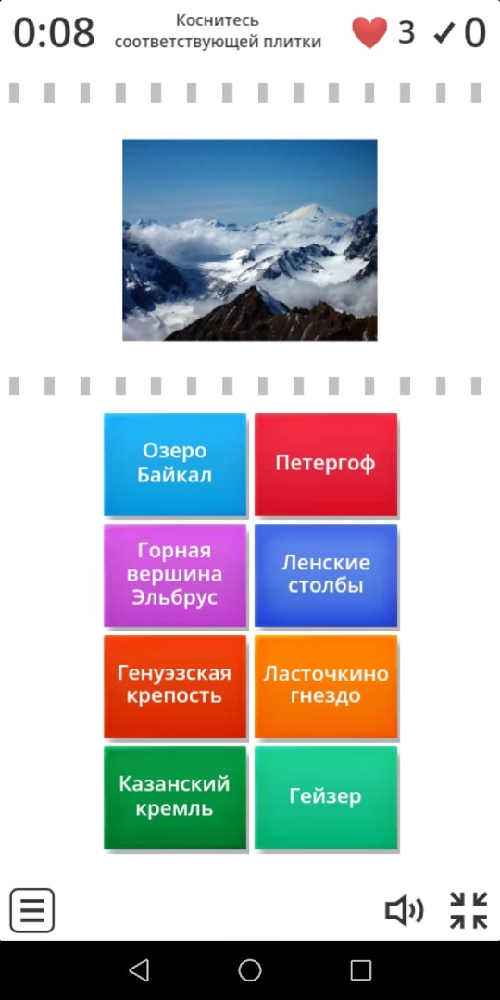 0:08
Коснитесь
соответствующей плитки
3
0
Озеро
Байкал
Петергоф
Горная
вершина
Эльбрус
Ленские
столбы
Генуэзская
крепость
Ласточкино
гнездо
Казанский
кремль
Гейзер